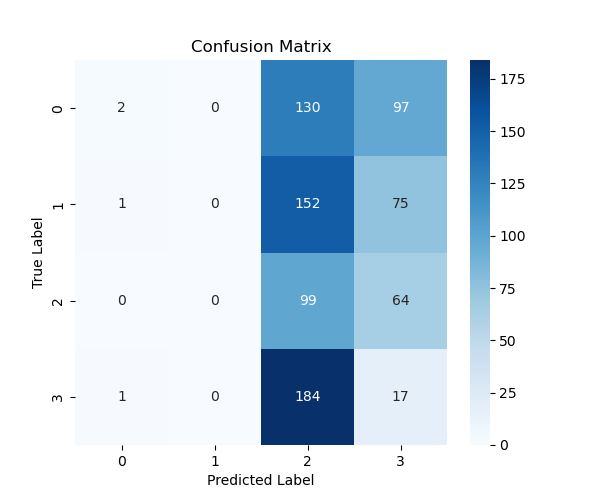 Confusion Matrix
True Label
0 2 0 130 97
1 1 0 152 75
2 0 0 99 64
3 1 0 184 17
0 1 2 3
Predicted Label
175
150
125
100
75
50
25
0